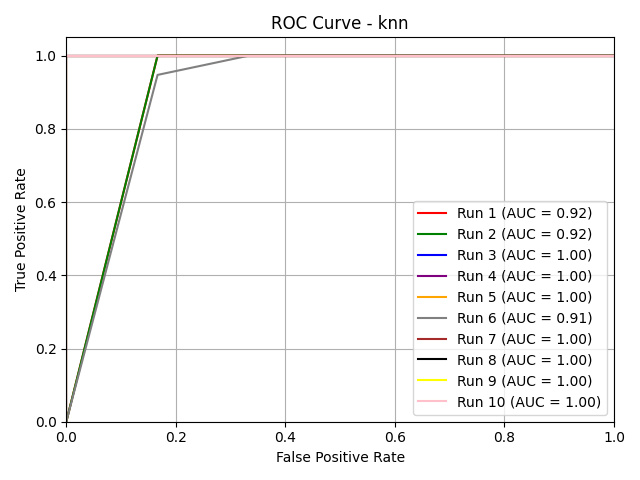 ROC Curve - knn
True Positive Rate
1.0
0.8
0.6
0.4
0.2
0.0
Run 1 (AUC = 0.92)
Run 2 (AUC = 0.92)
Run 3 (AUC = 1.00)
Run 4 (AUC = 1.00)
Run 5 (AUC = 1.00)
Run 6 (AUC = 0.91)
Run 7 (AUC = 1.00)
Run 8 (AUC = 1.00)
Run 9 (AUC = 1.00)
Run 10 (AUC = 1.00)
0.0 0.2 0.4 0.6 0.8 1.0
False Positive Rate